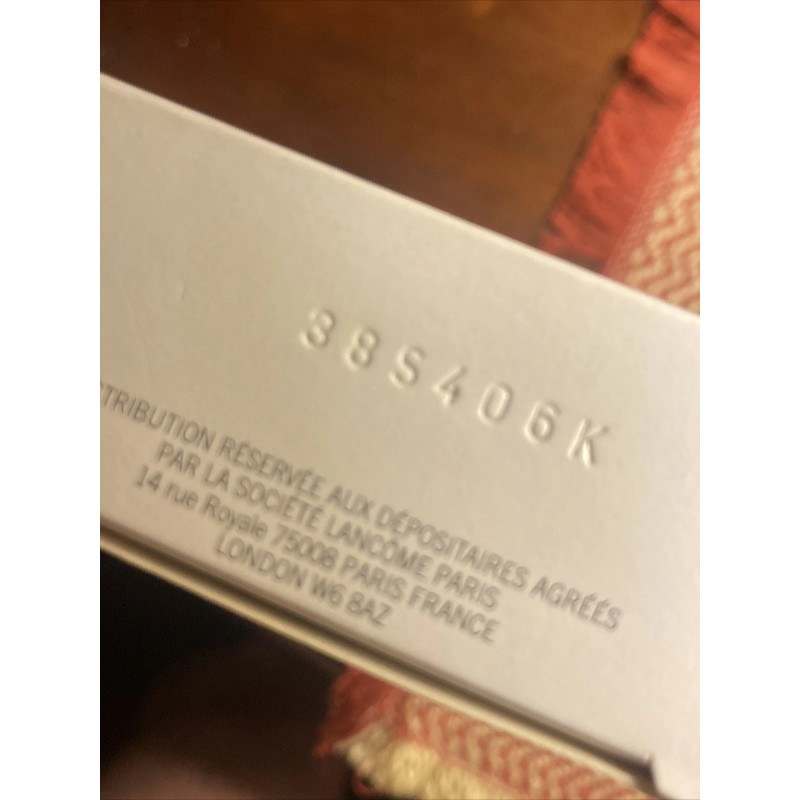 38S406K
STRIBUTION RÉSERVÉE AUX DÉPOSITAIRES AGRÉÉS
PAR LA SOCIÉTÉ LANCÔME PARIS
14 rue Royale 75008 PARIS FRANCE
LONDON W6 8AZ